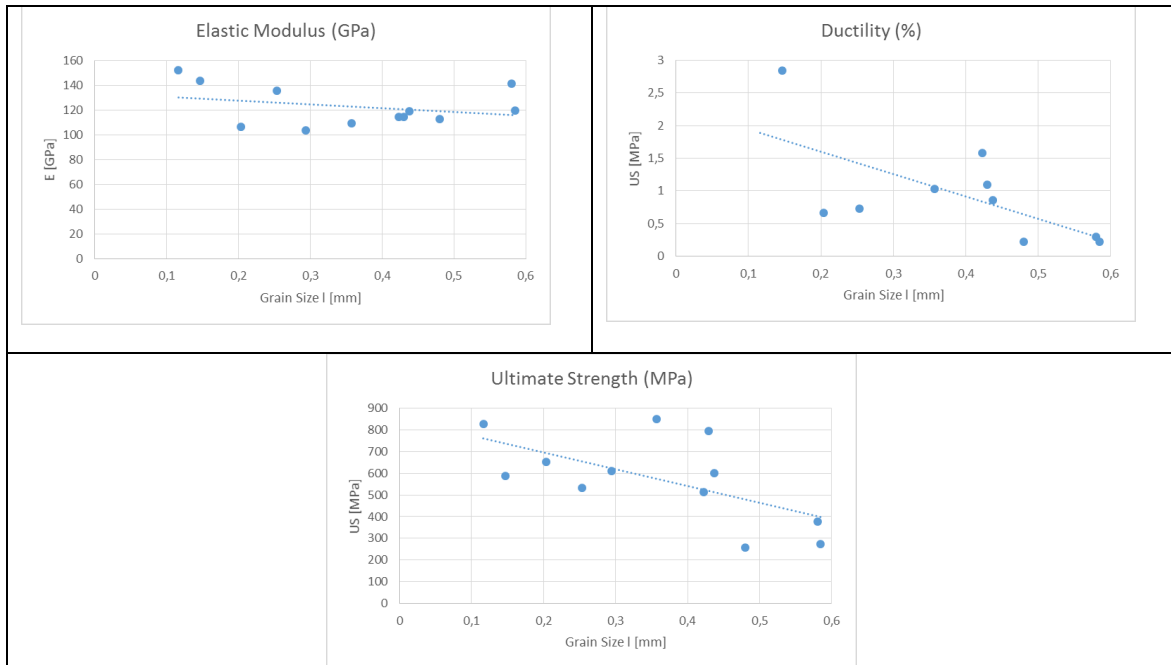 Elastic Modulus (GPa)
160
140
120
100
80
60
40
20
0
E [GPa]
0 0,1 0,2 0,3 0,4 0,5 0,6
Grain Size l [mm]
Ductility (%)
3
2,5
2
1,5
1
0,5
0
US [MPa]
0 0,1 0,2 0,3 0,4 0,5 0,6
Grain Size l [mm]
Ultimate Strength (MPa)
900
800
700
600
500
400
300
200
100
0
US [MPa]
0 0,1 0,2 0,3 0,4 0,5 0,6
Grain Size l [mm]